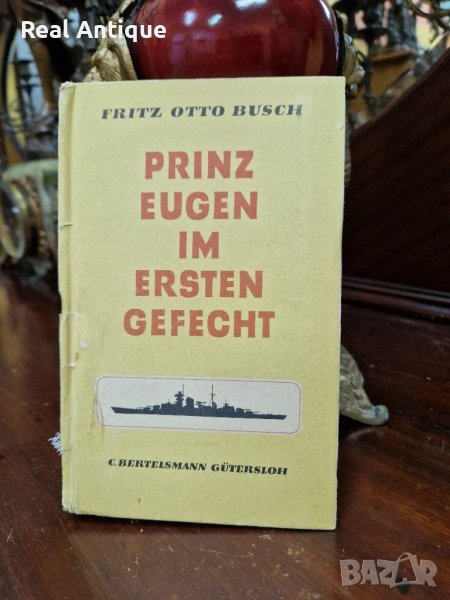 Real Antique
FRITZ OTTO BUSCH
PRINZ
EUGEN
IM
ERSTEN
GEFECHT
C. BERTELSMANN GÜTERSLOH
BAZAR